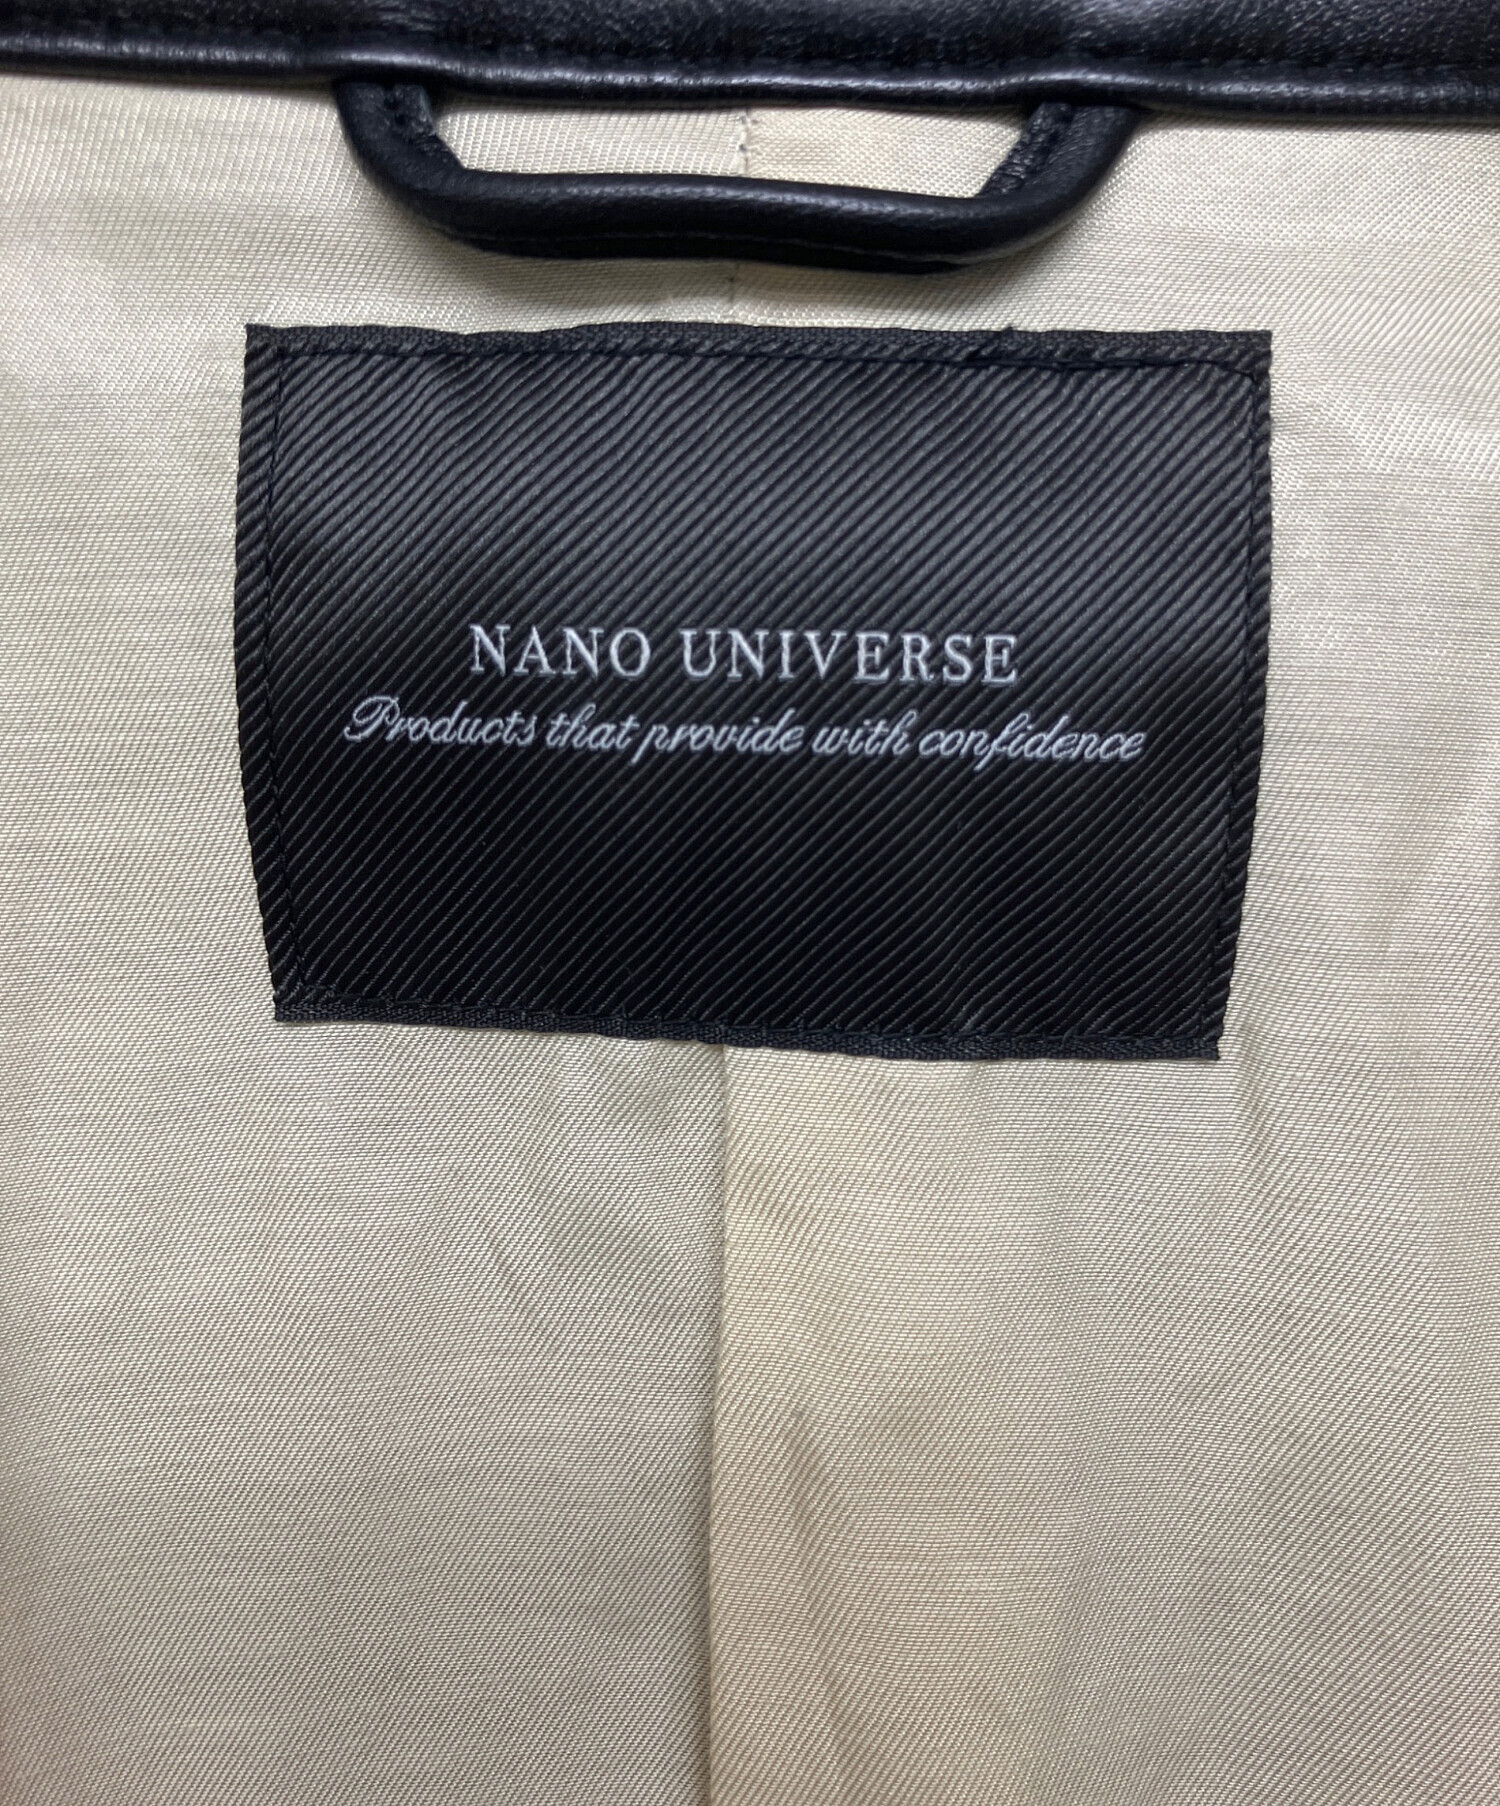 NANO UNIVERSE
Products that provide with confidence